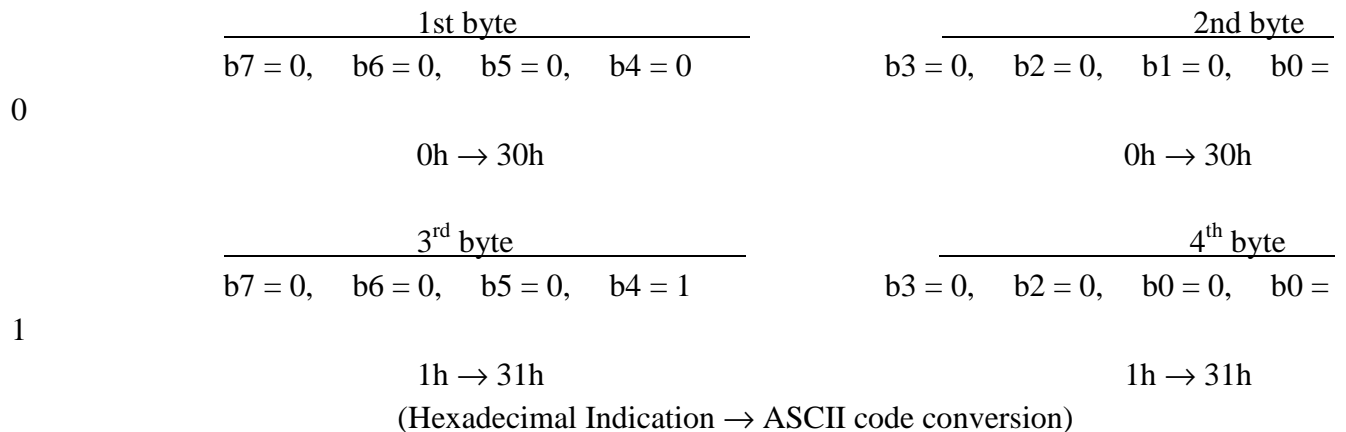 1st byte 2nd byte
b7 = 0, b6 = 0, b5 = 0, b4 = 0 b3 = 0, b2 = 0, b1 = 0, b0 =
0
0h → 30h 0h → 30h
3rd byte 4th byte
b7 = 0, b6 = 0, b5 = 0, b4 = 1 b3 = 0, b2 = 0, b0 = 0, b0 =
1
1h → 31h 1h → 31h
(Hexadecimal Indication → ASCII code conversion)